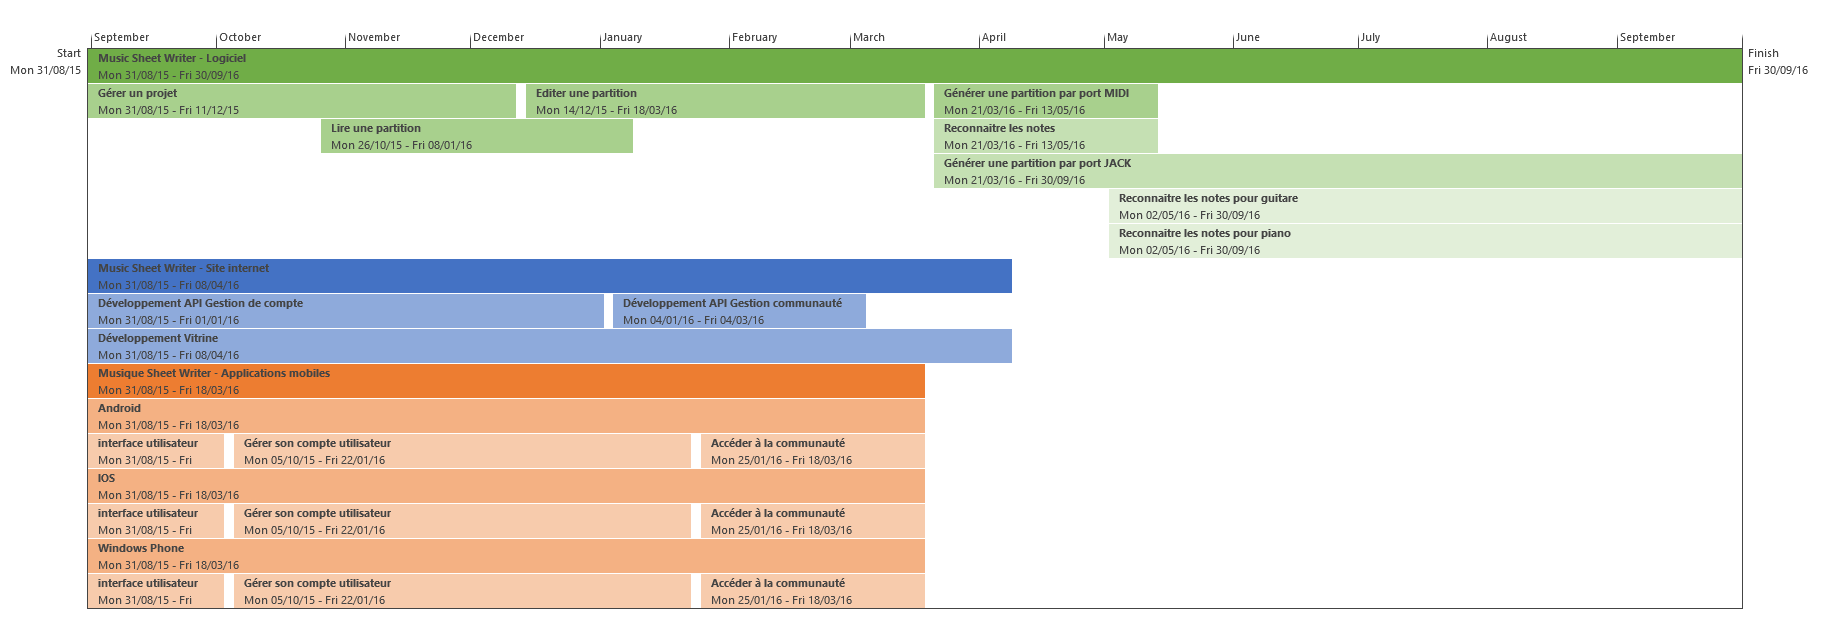 September October November December January February March April May June July August September
Start
Mon 31/08/15
Finish
Fri 30/09/16
Music Sheet Writer - Logiciel
Mon 31/08/15 - Fri 30/09/16
Gérer un projet
Mon 31/08/15 - Fri 11/12/15
Editer une partition
Mon 14/12/15 - Fri 18/03/16
Générer une partition par port MIDI
Mon 21/03/16 - Fri 13/05/16
Lire une partition
Mon 26/10/15 - Fri 08/01/16
Reconnaitre les notes
Mon 21/03/16 - Fri 13/05/16
Générer une partition par port JACK
Mon 21/03/16 - Fri 30/09/16
Reconnaitre les notes pour guitare
Mon 02/05/16 - Fri 30/09/16
Reconnaitre les notes pour piano
Mon 02/05/16 - Fri 30/09/16
Music Sheet Writer - Site internet
Mon 31/08/15 - Fri 08/04/16
Développement API Gestion de compte
Mon 31/08/15 - Fri 01/01/16
Développement API Gestion communauté
Mon 04/01/16 - Fri 04/03/16
Développement Vitrine
Mon 31/08/15 - Fri 08/04/16
Musique Sheet Writer - Applications mobiles
Mon 31/08/15 - Fri 18/03/16
Android
Mon 31/08/15 - Fri 18/03/16
interface utilisateur
Mon 31/08/15 - Fri
Gérer son compte utilisateur
Mon 05/10/15 - Fri 22/01/16
Accéder à la communauté
Mon 25/01/16 - Fri 18/03/16
IOS
Mon 31/08/15 - Fri 18/03/16
interface utilisateur
Mon 31/08/15 - Fri
Gérer son compte utilisateur
Mon 05/10/15 - Fri 22/01/16
Accéder à la communauté
Mon 25/01/16 - Fri 18/03/16
Windows Phone
Mon 31/08/15 - Fri 18/03/16
interface utilisateur
Mon 31/08/15 - Fri
Gérer son compte utilisateur
Mon 05/10/15 - Fri 22/01/16
Accéder à la communauté
Mon 25/01/16 - Fri 18/03/16